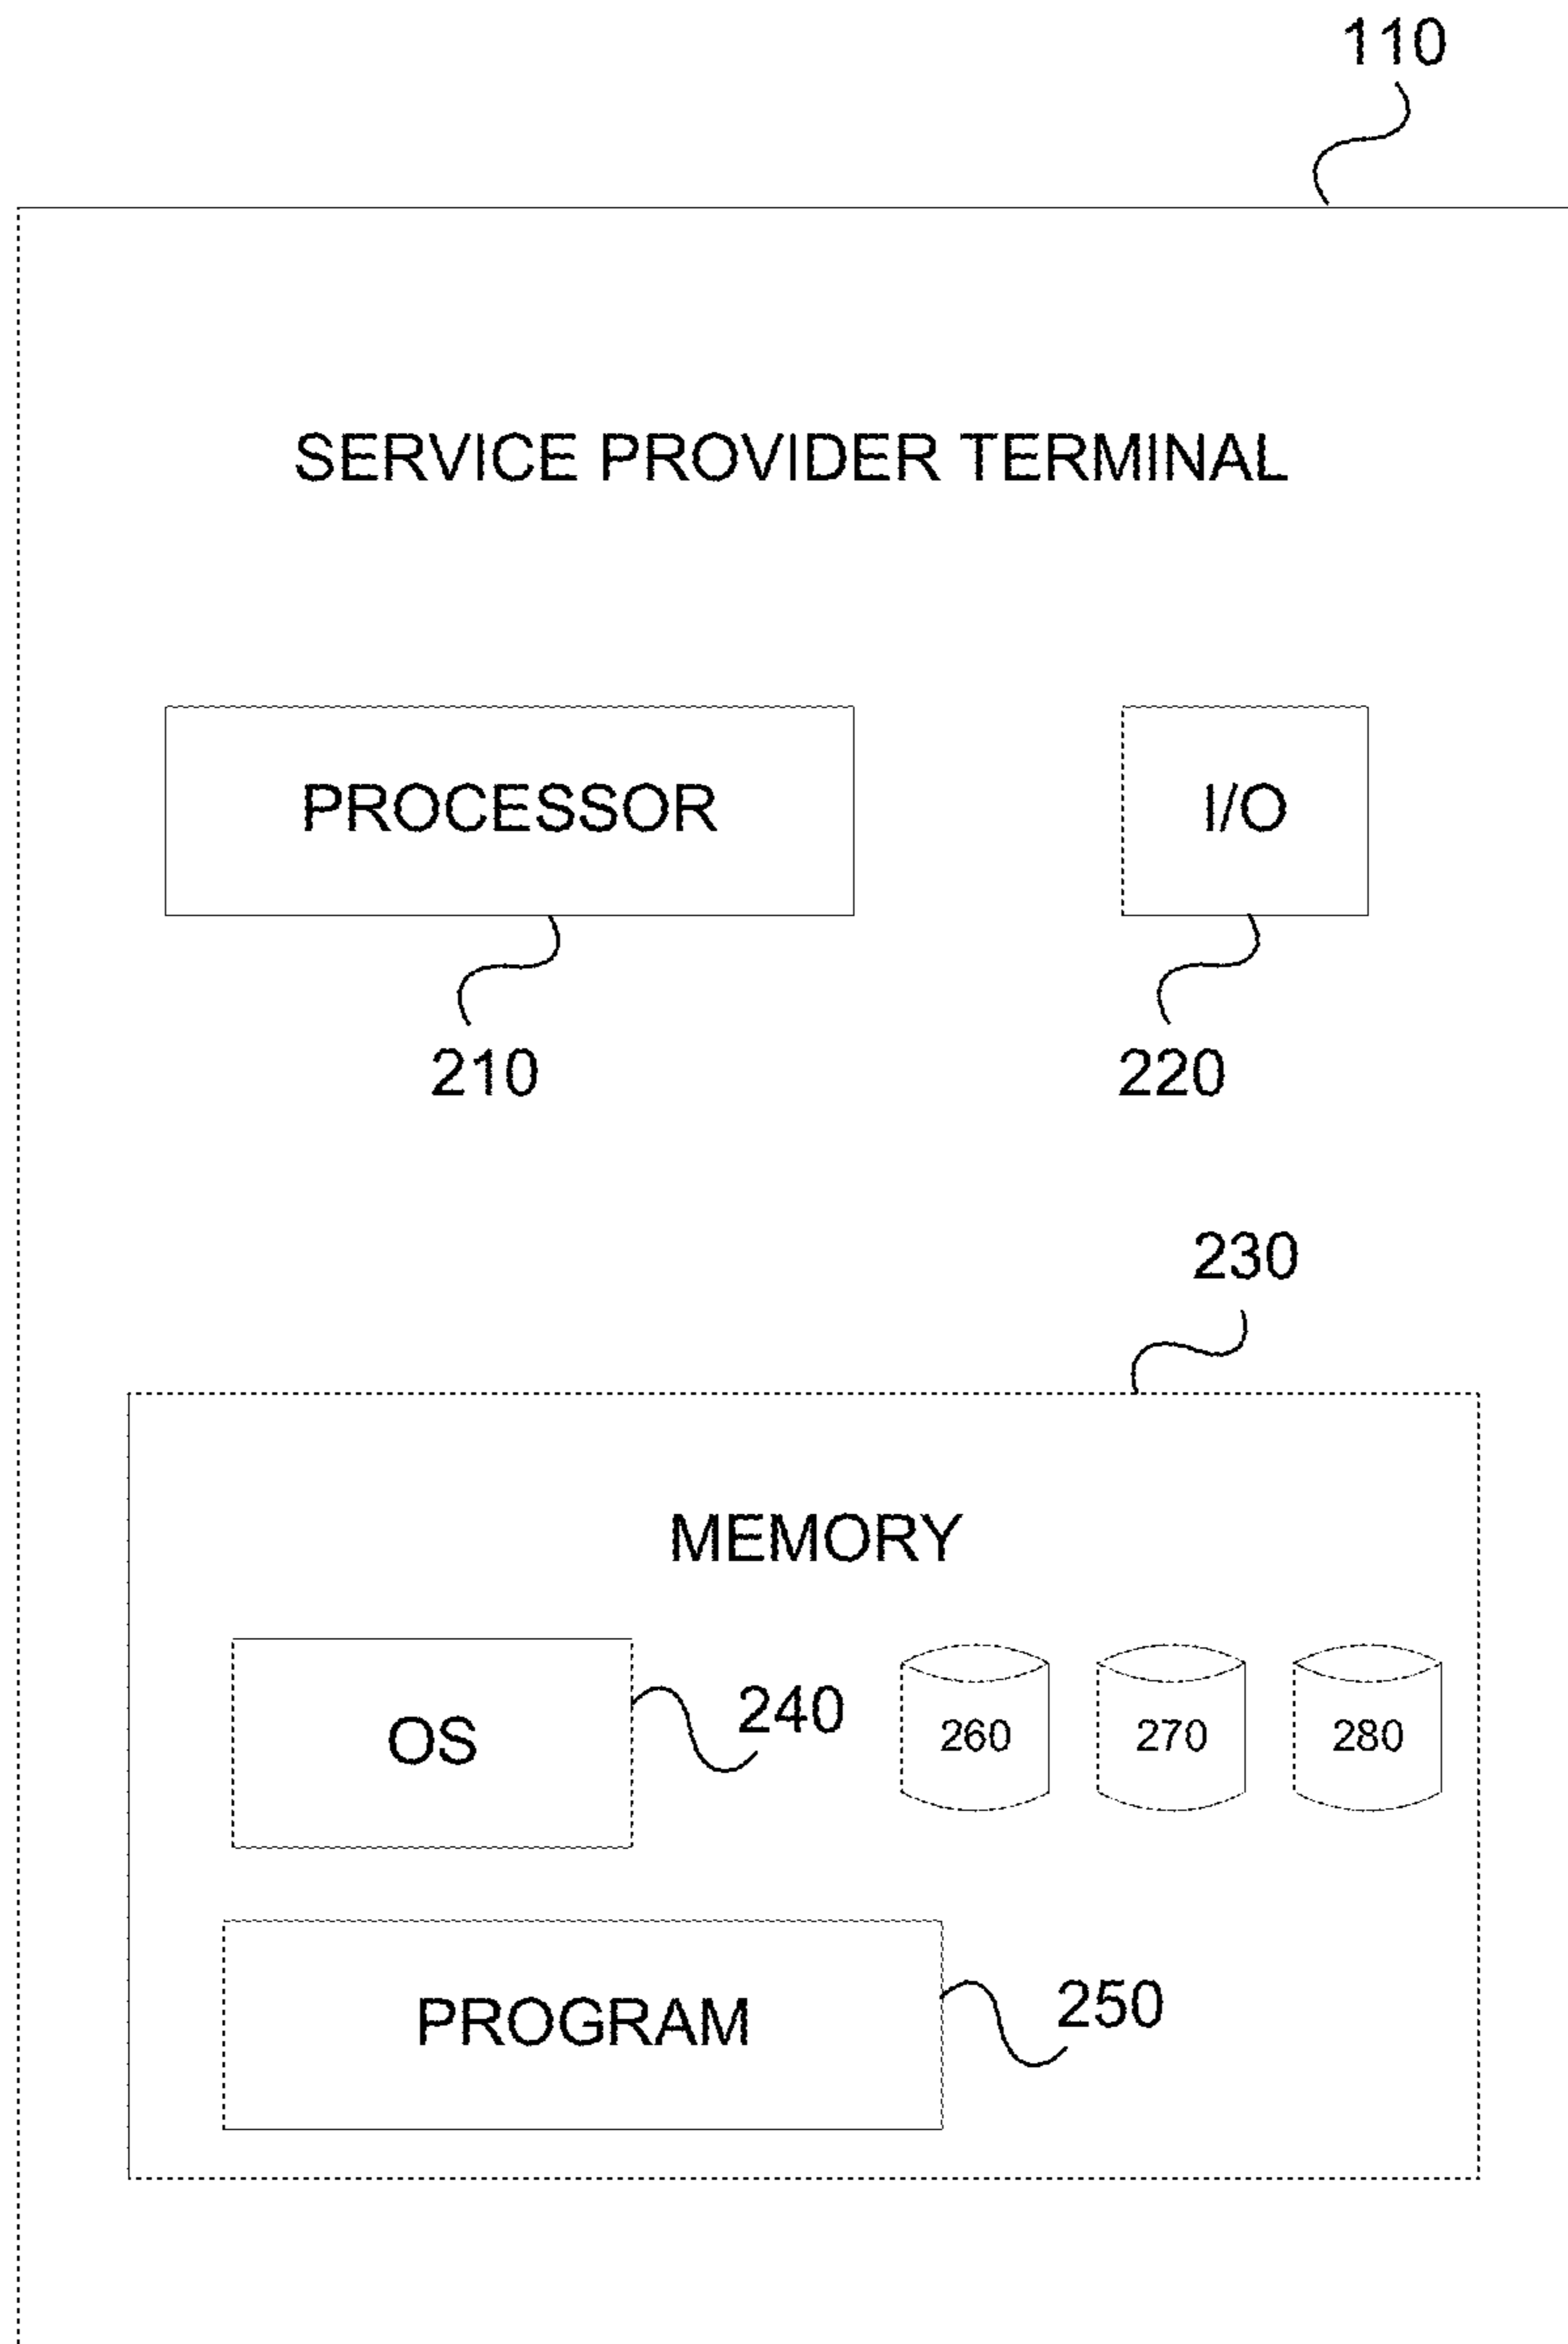 110
SERVICE PROVIDER TERMINAL
PROCESSOR
I/O
210
220
230
MEMORY
OS
240
260
270
280
PROGRAM
250